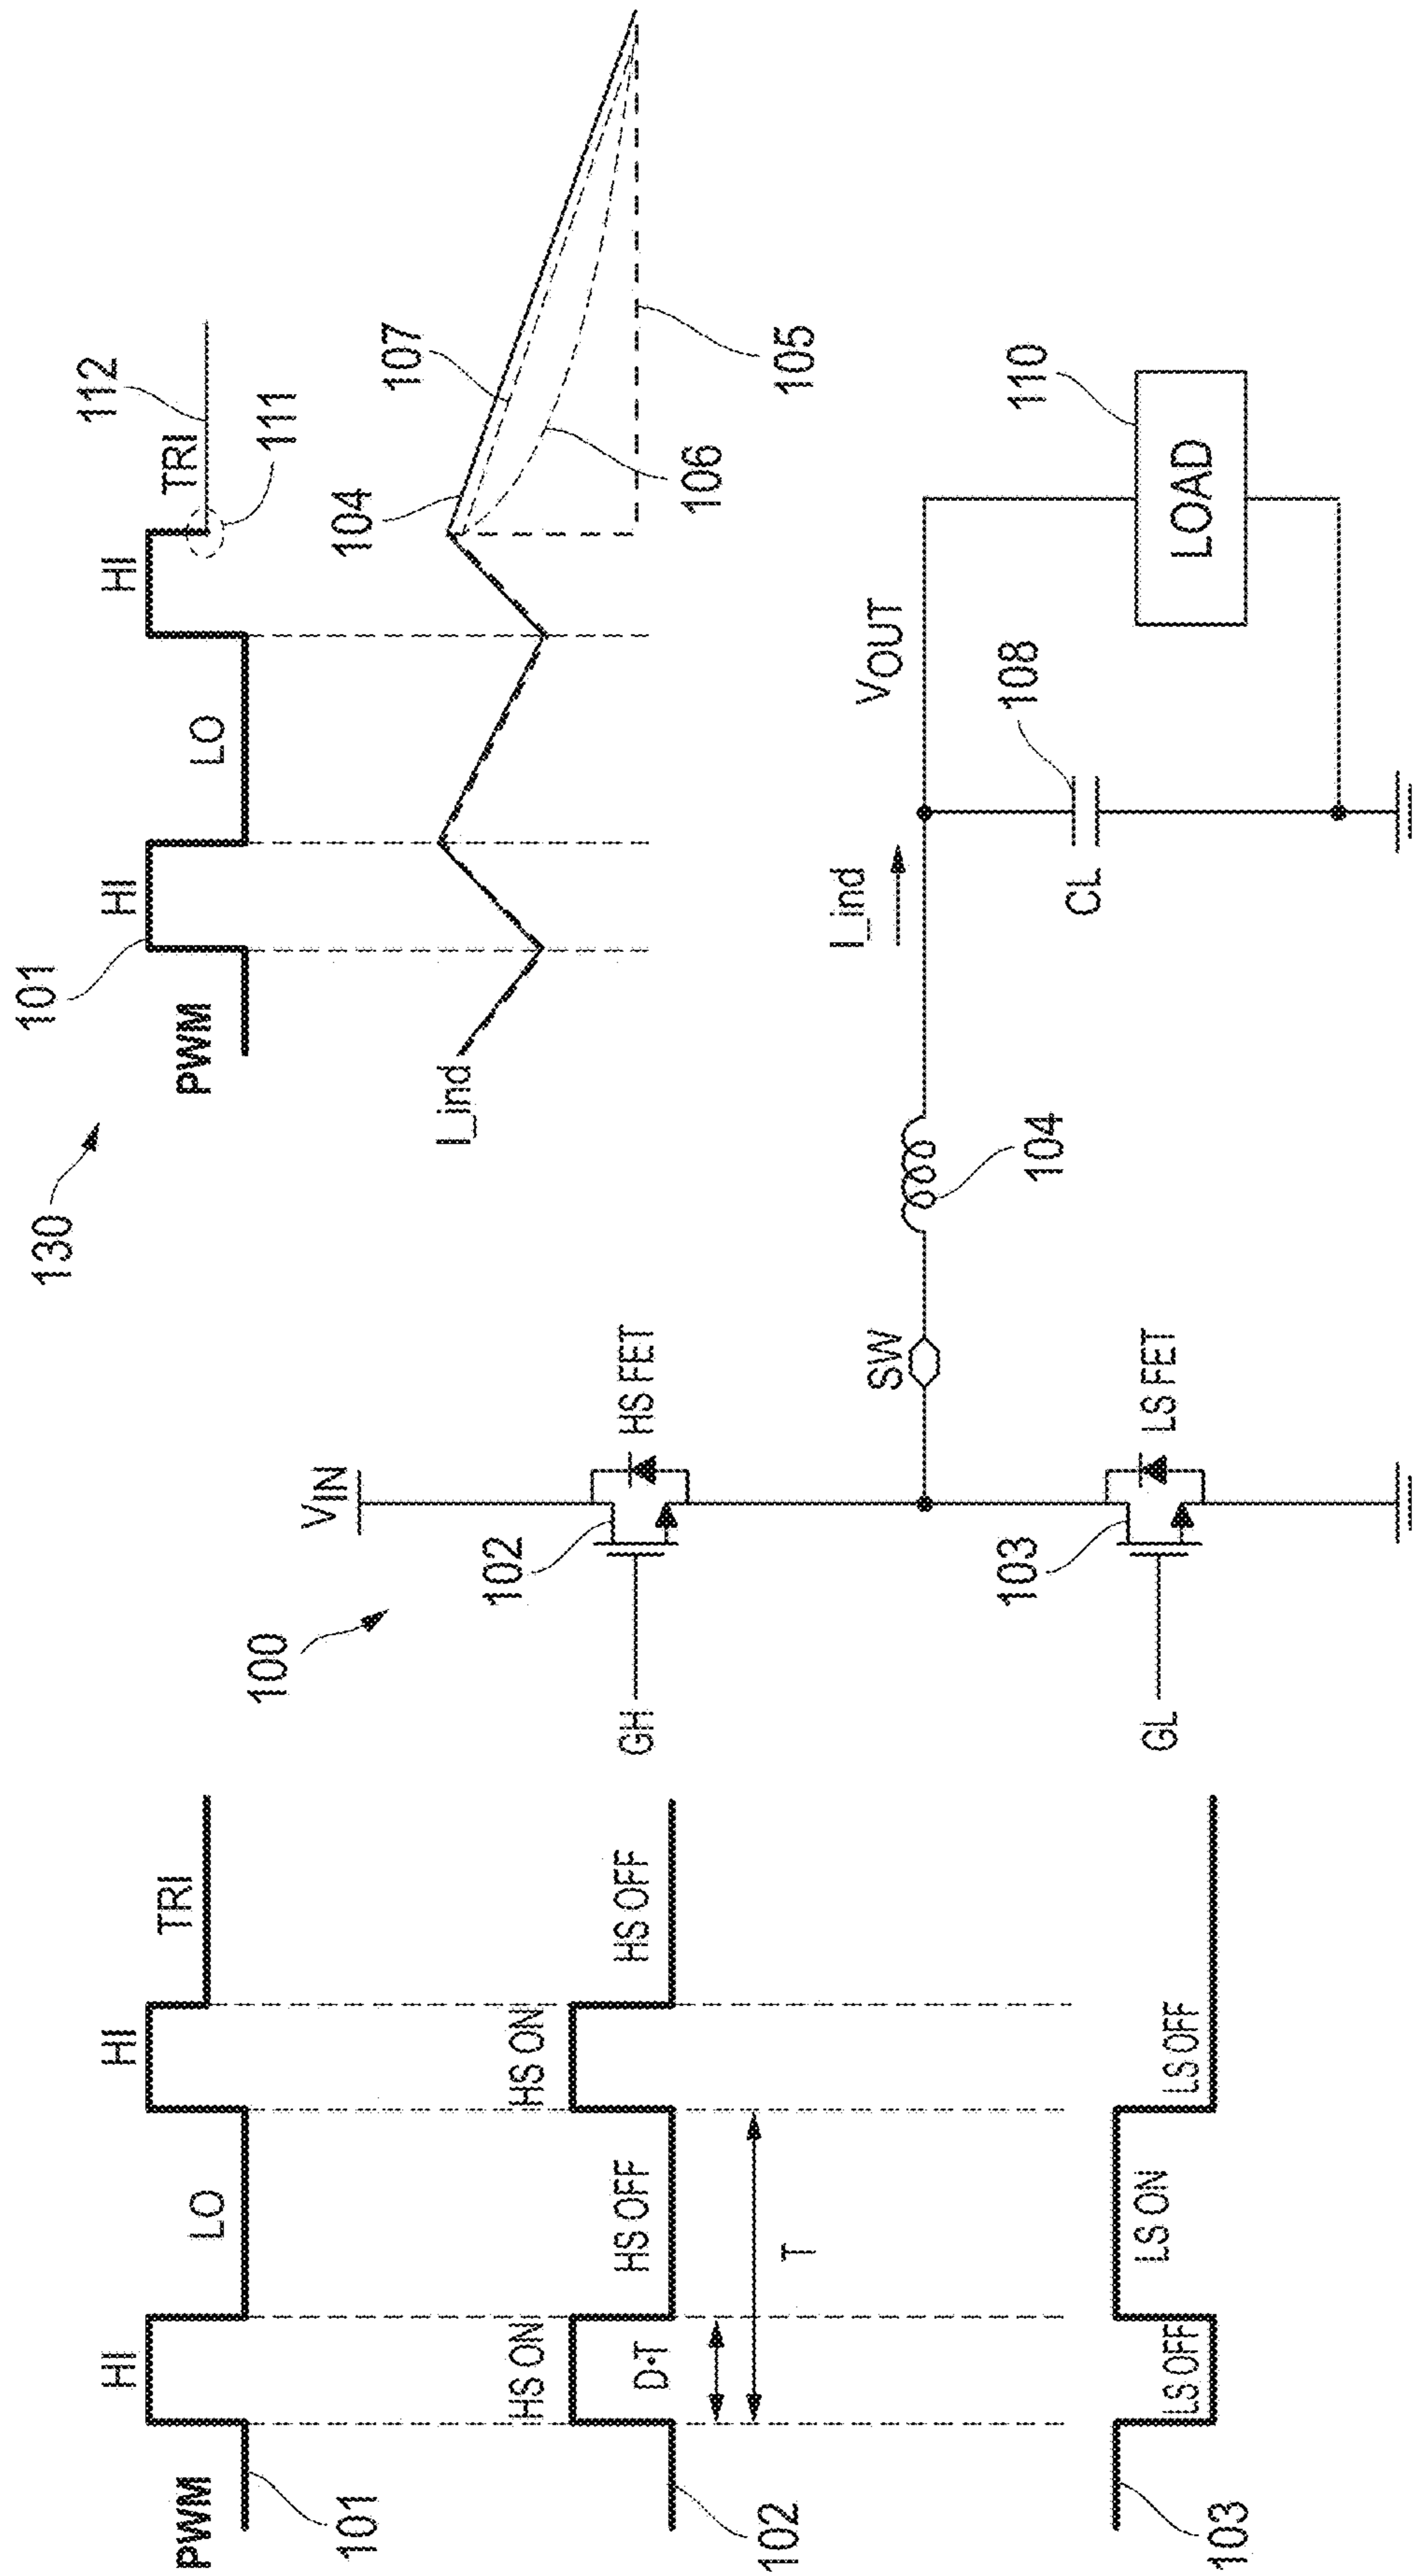 PWM
HI
LO
HI
TRI
101
HS ON
HS OFF
HS ON
HS OFF
D•T
T
102
LS OFF
LS ON
LS OFF
103
100
VIN
102
HS FET
GH
SW
103
LS FET
GL
104
I_ind
VOUT
CL
108
LOAD
110
130
101
PWM
HI
LO
HI
TRI
112
111
I_ind
104
107
106
105